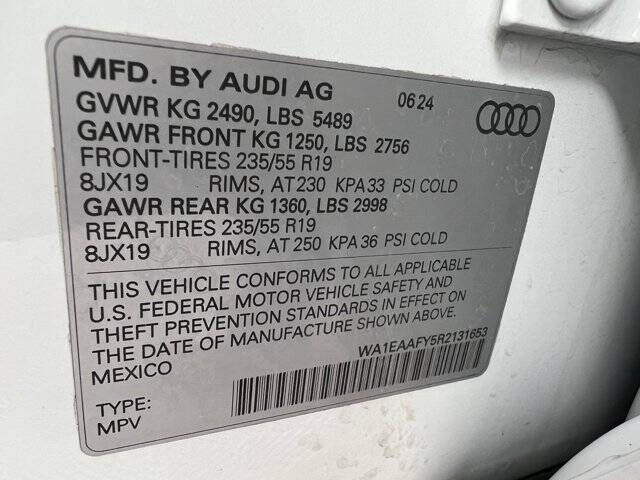 MFD. BY AUDI AG 06 24
GVWR KG 2490, LBS 5489
GAWR FRONT KG 1250, LBS 2756
FRONT-TIRES 235/55 R19
8JX19 RIMS, AT 230 KPA 33 PSI COLD
GAWR REAR KG 1360, LBS 2998
REAR-TIRES 235/55 R19
8JX19 RIMS, AT 250 KPA 36 PSI COLD
THIS VEHICLE CONFORMS TO ALL APPLICABLE
U.S. FEDERAL MOTOR VEHICLE SAFETY AND
THEFT PREVENTION STANDARDS IN EFFECT ON
THE DATE OF MANUFACTURE SHOWN ABOVE.
MEXICO
WA1EAAFY5R2131653
TYPE:
MPV